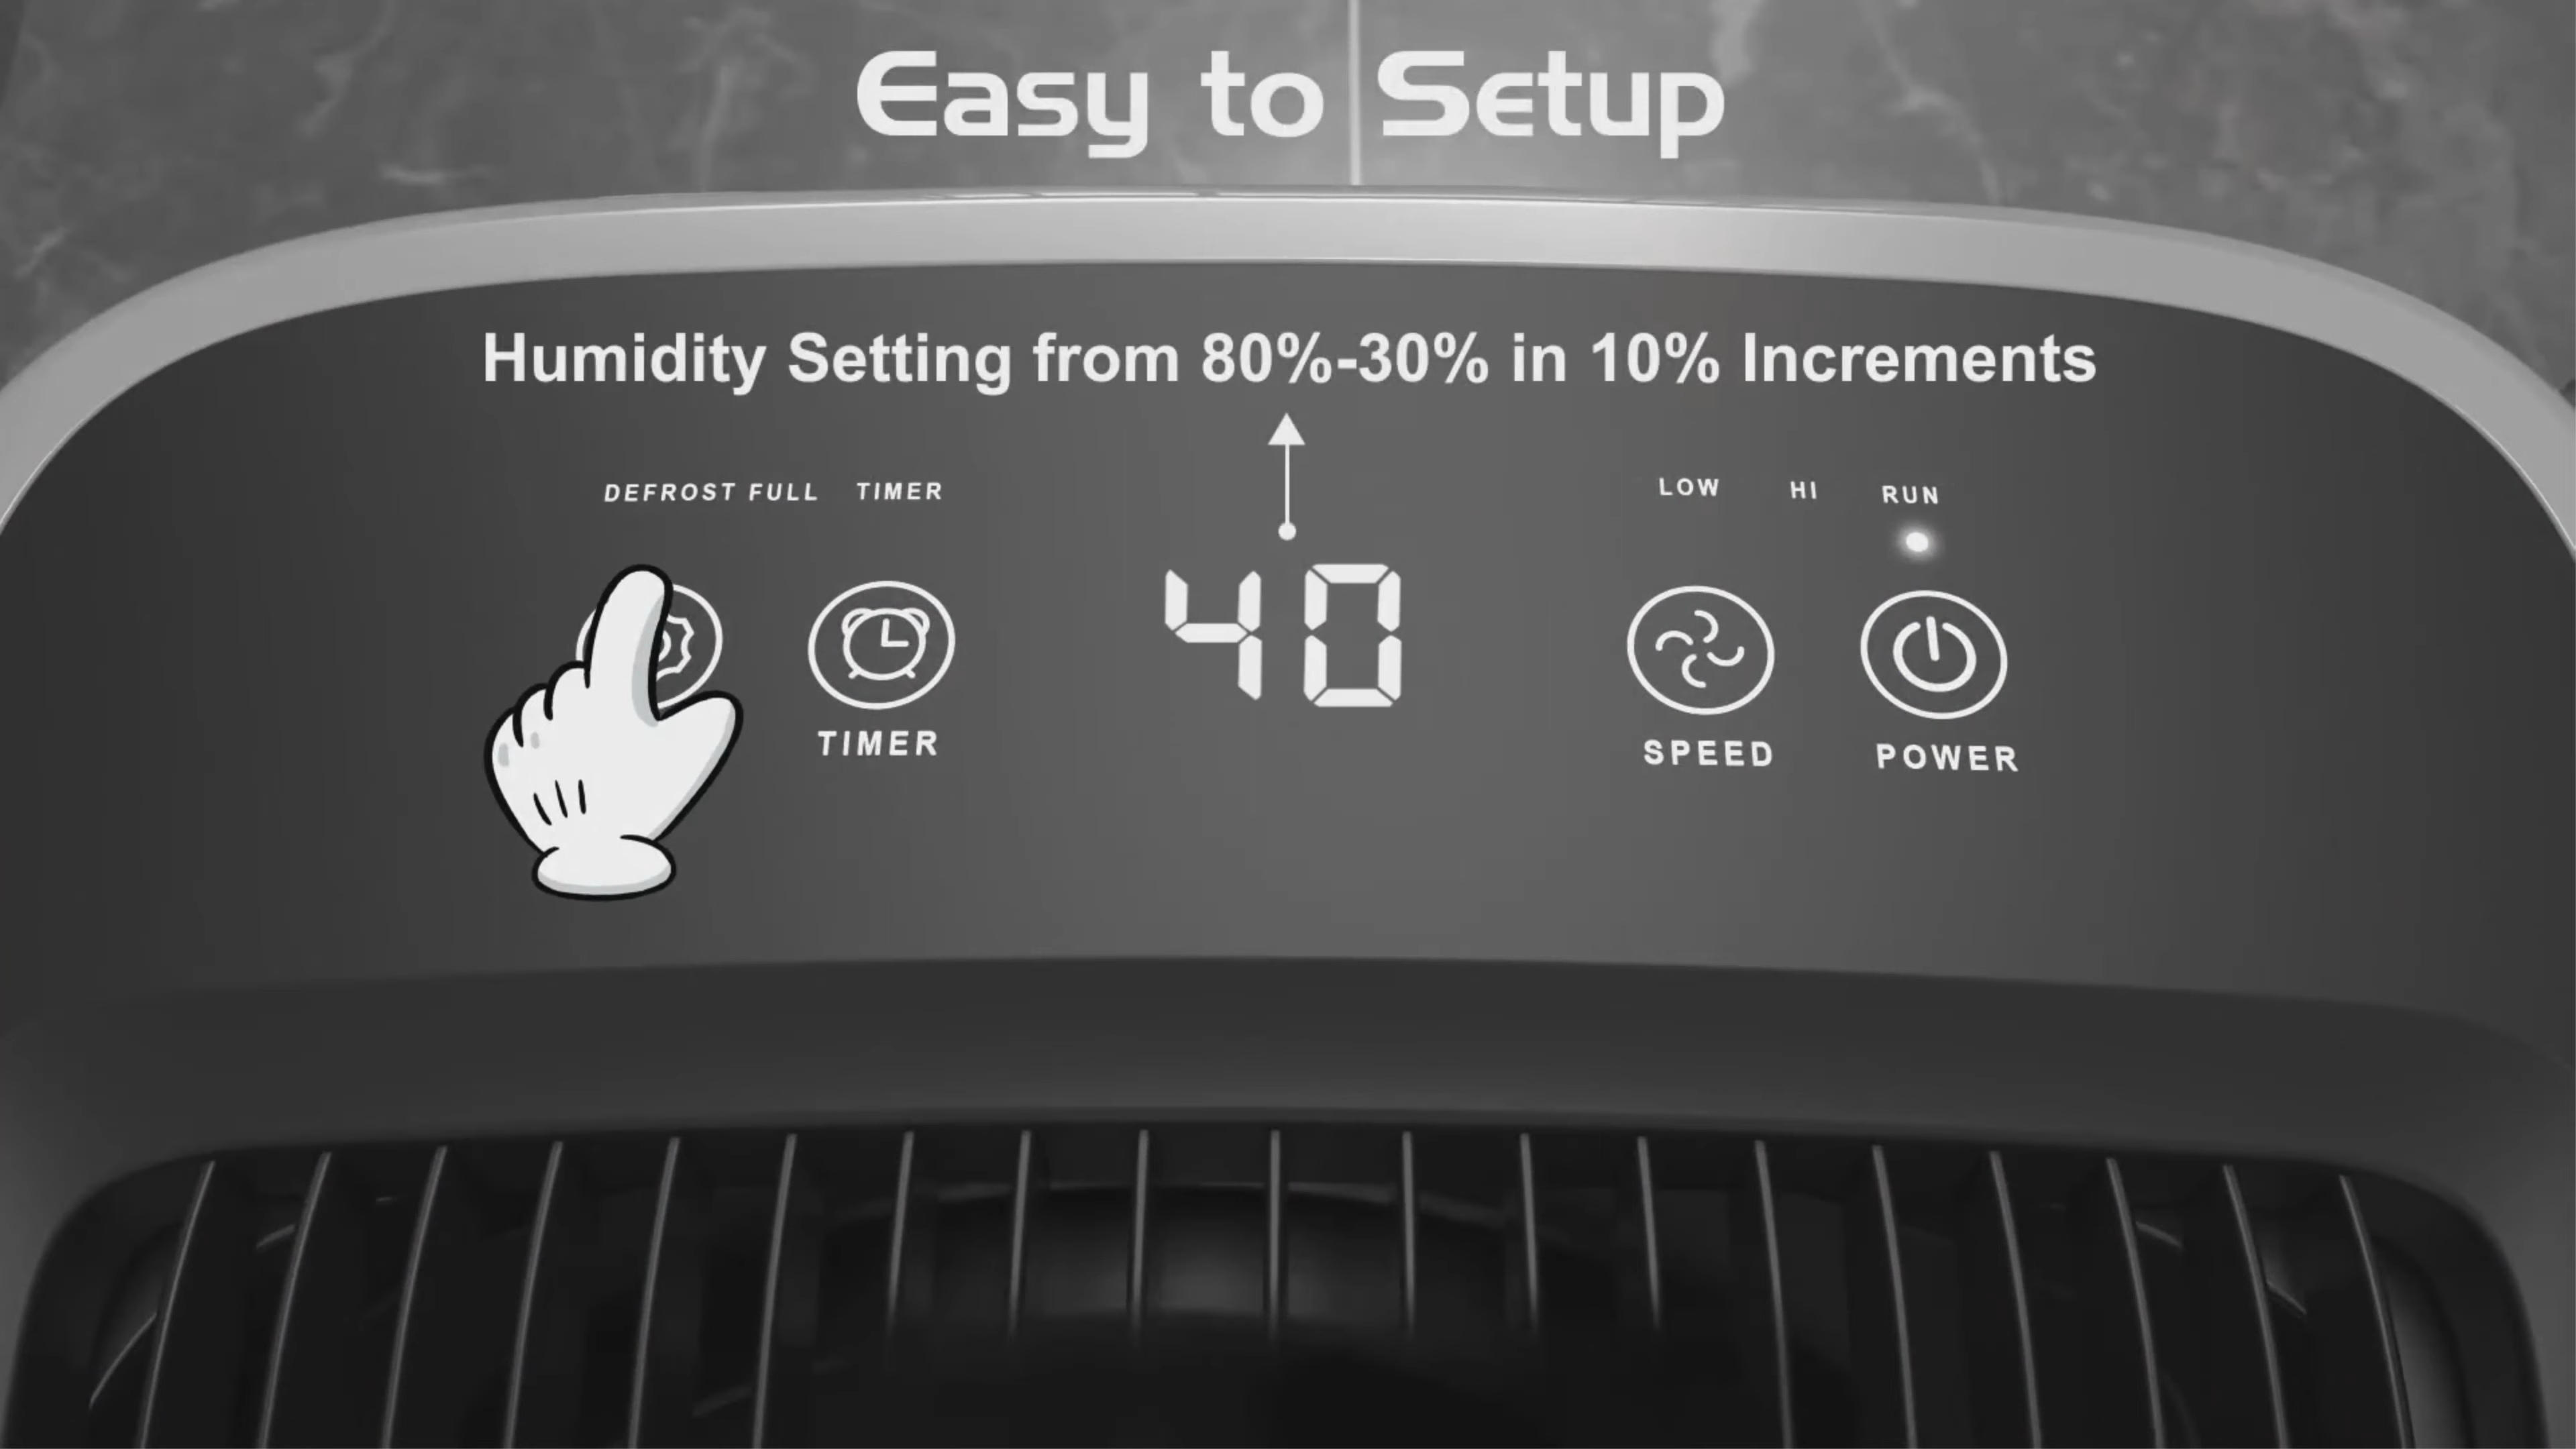 Easy to Setup
Humidity Setting from 80%-30% in 10% Increments
DEFROST FULL TIMER
LOW HI RUN
40
TIMER
SPEED
POWER